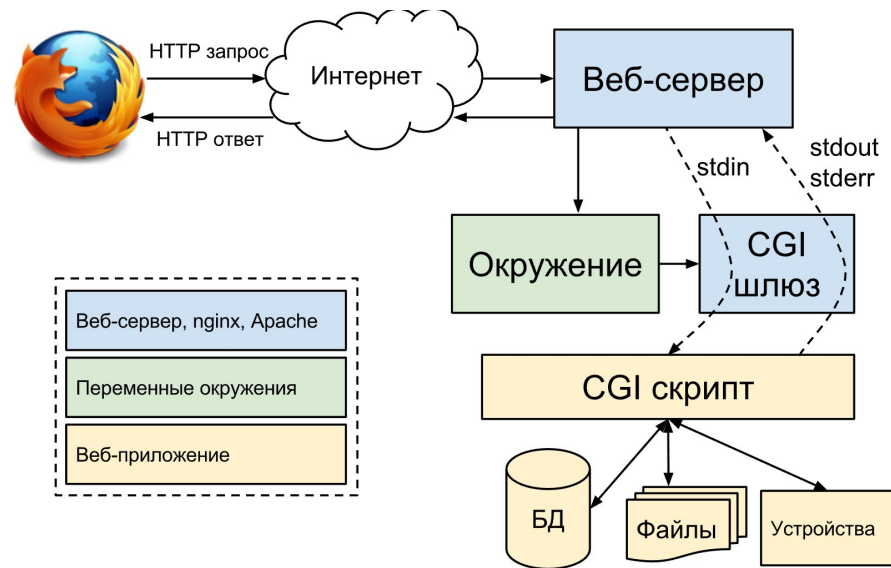 HTTP запрос
HTTP ответ
Интернет
Веб-сервер
stdin
stdout
stderr
Окружение
CGI
шлюз
Веб-сервер, nginx, Apache
Переменные окружения
Веб-приложение
CGI скрипт
БД
Файлы
Устройства